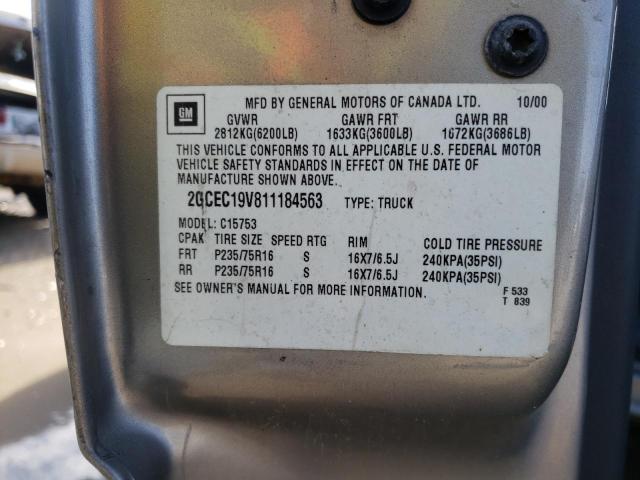 GM
MFD BY GENERAL MOTORS OF CANADA LTD. 10/00
GVWR GAWR FRT GAWR RR
2812KG(6200LB) 1633KG(3600LB) 1672KG(3686LB)
THIS VEHICLE CONFORMS TO ALL APPLICABLE U.S. FEDERAL MOTOR
VEHICLE SAFETY STANDARDS IN EFFECT ON THE DATE OF
MANUFACTURE SHOWN ABOVE.
2GCEC19V811184563 TYPE: TRUCK
MODEL: C15753
CPAK TIRE SIZE SPEED RTG RIM COLD TIRE PRESSURE
FRT P235/75R16 S 16X7/6.5J 240KPA(35PSI)
RR P235/75R16 S 16X7/6.5J 240KPA(35PSI)
SEE OWNER'S MANUAL FOR MORE INFORMATION. F 533
T 839